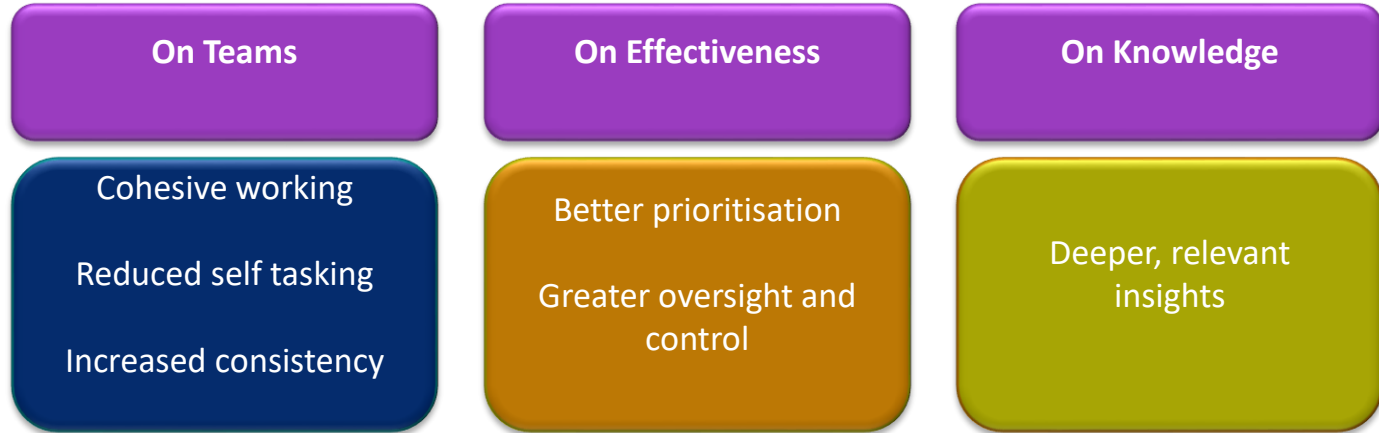 On Teams
On Effectiveness
On Knowledge
Cohesive working
Reduced self tasking
Increased consistency
Better prioritisation
Greater oversight and
control
Deeper, relevant
insights